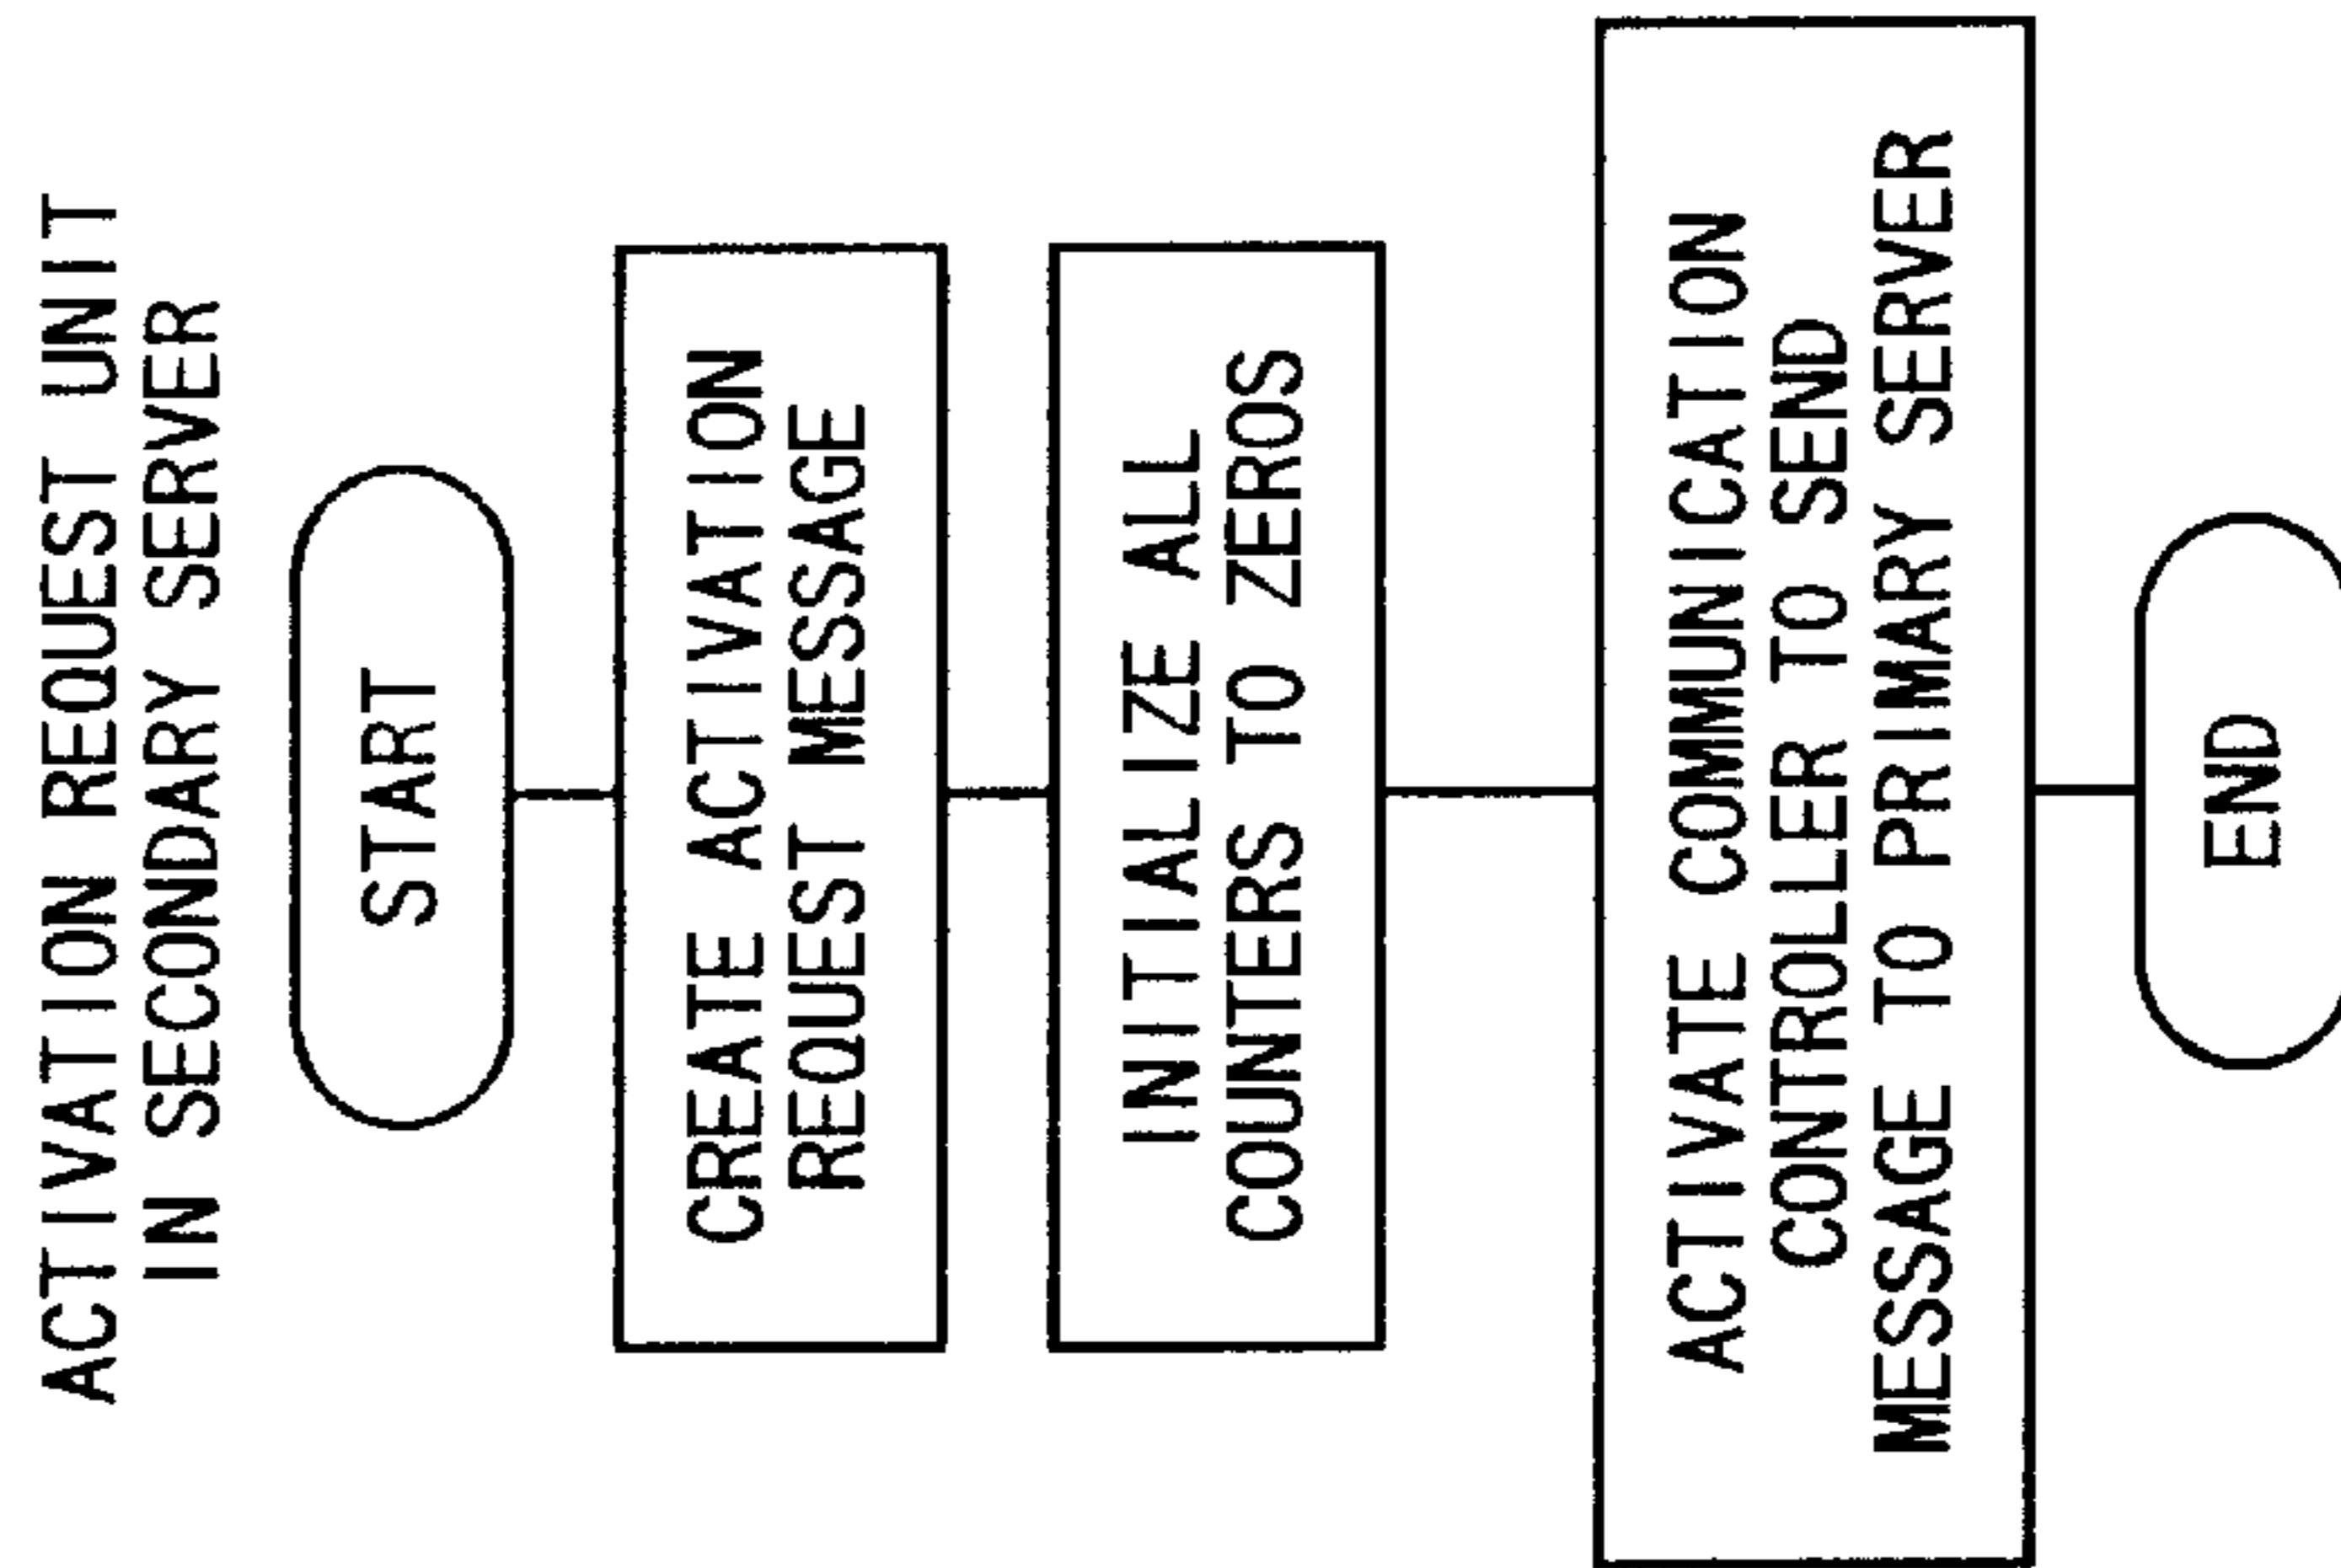 ACTIVATION REQUEST UNIT
IN SECONDARY SERVER
START
CREATE ACTIVATION
REQUEST MESSAGE
INITIALIZE ALL
COUNTERS TO ZEROS
ACTIVATE COMMUNICATION
CONTROLLER TO SEND
MESSAGE TO PRIMARY SERVER
END